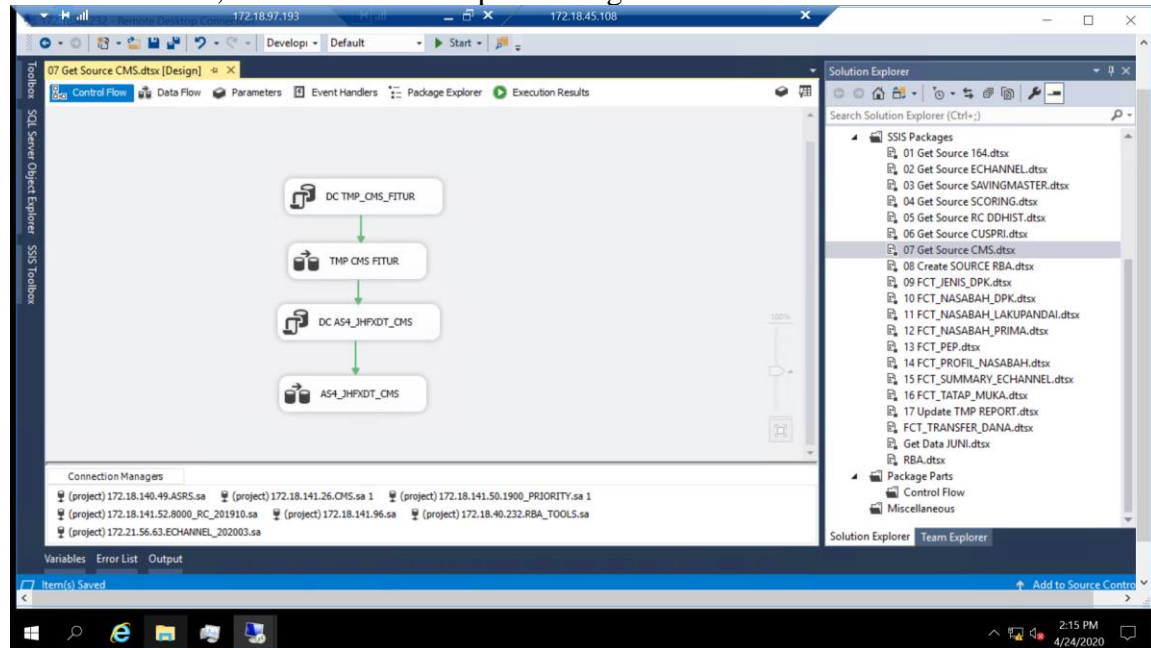 172.18.97.193
172.18.45.108
232 - Remote Desktop Connec
Developi
Default
Start
07 Get Source CMS.dtsx [Design]
Control Flow
Data Flow
Parameters
Event Handlers
Package Explorer
Execution Results
Toolbox
SQL Server Object Explorer
SSIS Toolbox
DC TMP_CMS_FITUR
TMP CMS FITUR
DC AS4_JHFXDT_CMS
AS4_JHFXDT_CMS
100%
Connection Managers
(project) 172.18.140.49.ASRS.sa (project) 172.18.141.26.CMS.sa 1 (project) 172.18.141.50.1900_PRIORITY.sa 1
(project) 172.18.141.52.8000_RC_201910.sa (project) 172.18.141.96.sa (project) 172.18.40.232.RBA_TOOLS.sa
(project) 172.21.56.63.ECHANNEL_202003.sa
Variables Error List Output
Item(s) Saved
Solution Explorer
Search Solution Explorer (Ctrl+;)
SSIS Packages
01 Get Source 164.dtsx
02 Get Source ECHANNEL.dtsx
03 Get Source SAVINGMASTER.dtsx
04 Get Source SCORING.dtsx
05 Get Source RC DDHIST.dtsx
06 Get Source CUSPRI.dtsx
07 Get Source CMS.dtsx
08 Create SOURCE RBA.dtsx
09 FCT_JENIS_DPK.dtsx
10 FCT_NASABAH_DPK.dtsx
11 FCT_NASABAH_LAKUPANDAI.dtsx
12 FCT_NASABAH_PRIMA.dtsx
13 FCT_PEP.dtsx
14 FCT_PROFIL_NASABAH.dtsx
15 FCT_SUMMARY_ECHANNEL.dtsx
16 FCT_TATAP_MUKA.dtsx
17 Update TMP REPORT.dtsx
FCT_TRANSFER_DANA.dtsx
Get Data JUNI.dtsx
RBA.dtsx
Package Parts
Control Flow
Miscellaneous
Solution Explorer Team Explorer
Add to Source Contro
2:15 PM
4/24/2020